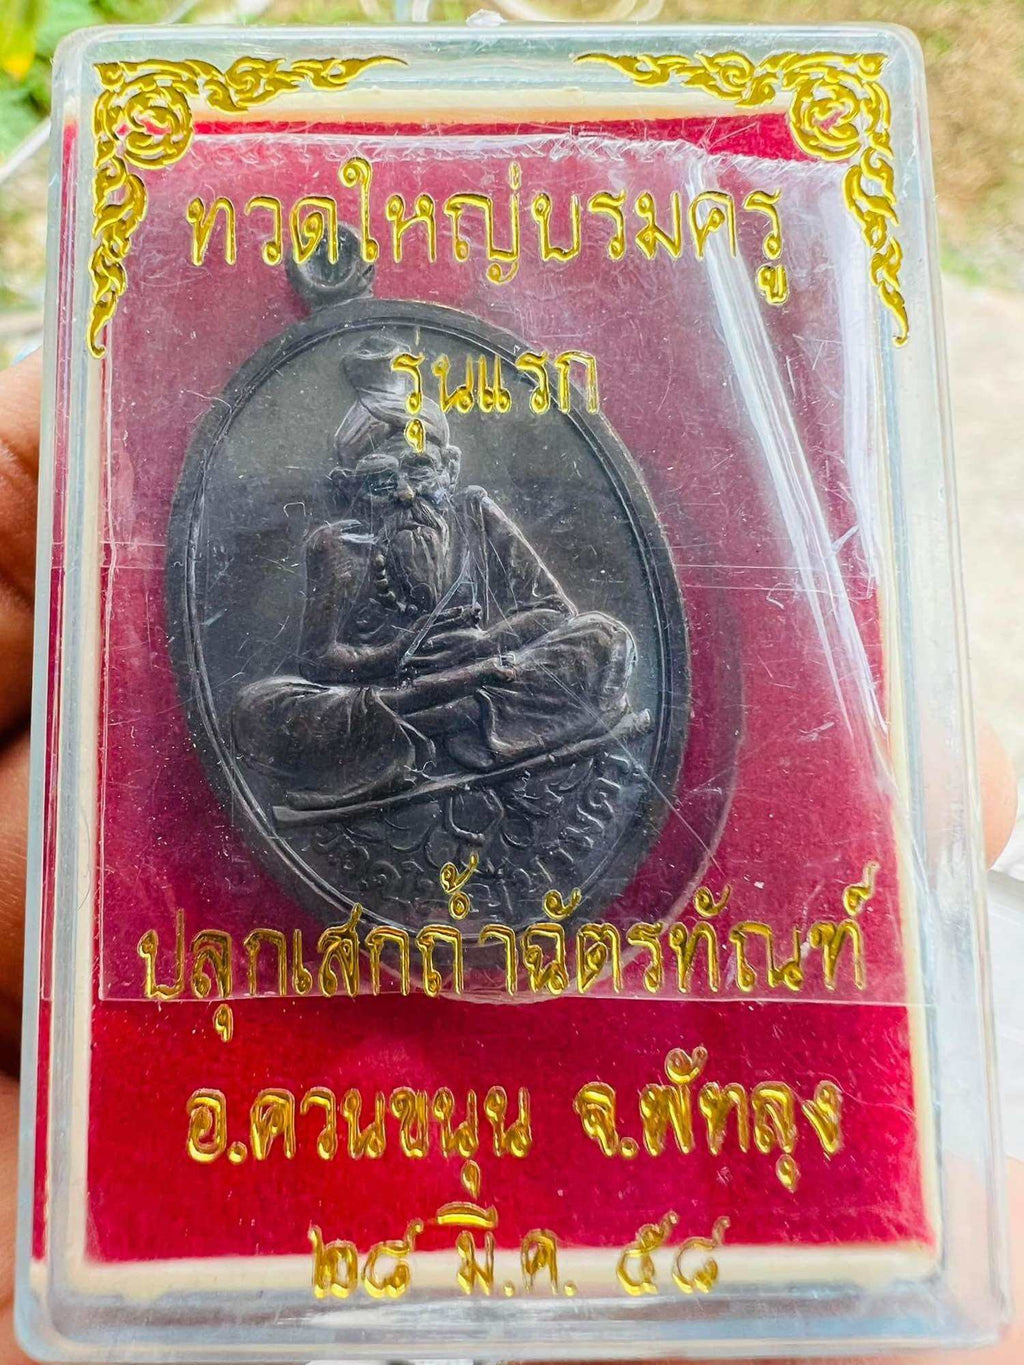 ทวดใหญ่บรมครู
รุ่นแรก
ปลุกเสกถ้ำฉัตรทัณฑ์
อ.ควนขนุน จ.พัทลุง
๒๘ มี.ค. ๕๘